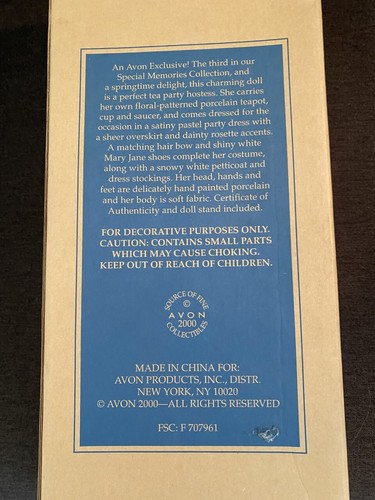 An Avon Exclusive! The third in our
Special Memories Collection, and
a springtime delight, this charming doll
is a perfect tea party hostess. She carries
her own floral-patterned porcelain teapot,
cup and saucer, and comes dressed for the
occasion in a satiny pastel party dress with
a sheer overskirt and dainty rosette accents.
A matching hair bow and shiny white
Mary Jane shoes complete her costume,
along with a snowy white petticoat and
dress stockings. Her head, hands and
feet are delicately hand painted porcelain
and her body is soft fabric. Certificate of
Authenticity and doll stand included.
FOR DECORATIVE PURPOSES ONLY.
CAUTION: CONTAINS SMALL PARTS
WHICH MAY CAUSE CHOKING.
KEEP OUT OF REACH OF CHILDREN.
SOURCE OF FINE
©
AVON
2000
COLLECTIBLES
MADE IN CHINA FOR:
AVON PRODUCTS, INC., DISTR.
NEW YORK, NY 10020
© AVON 2000—ALL RIGHTS RESERVED
FSC: F 707961